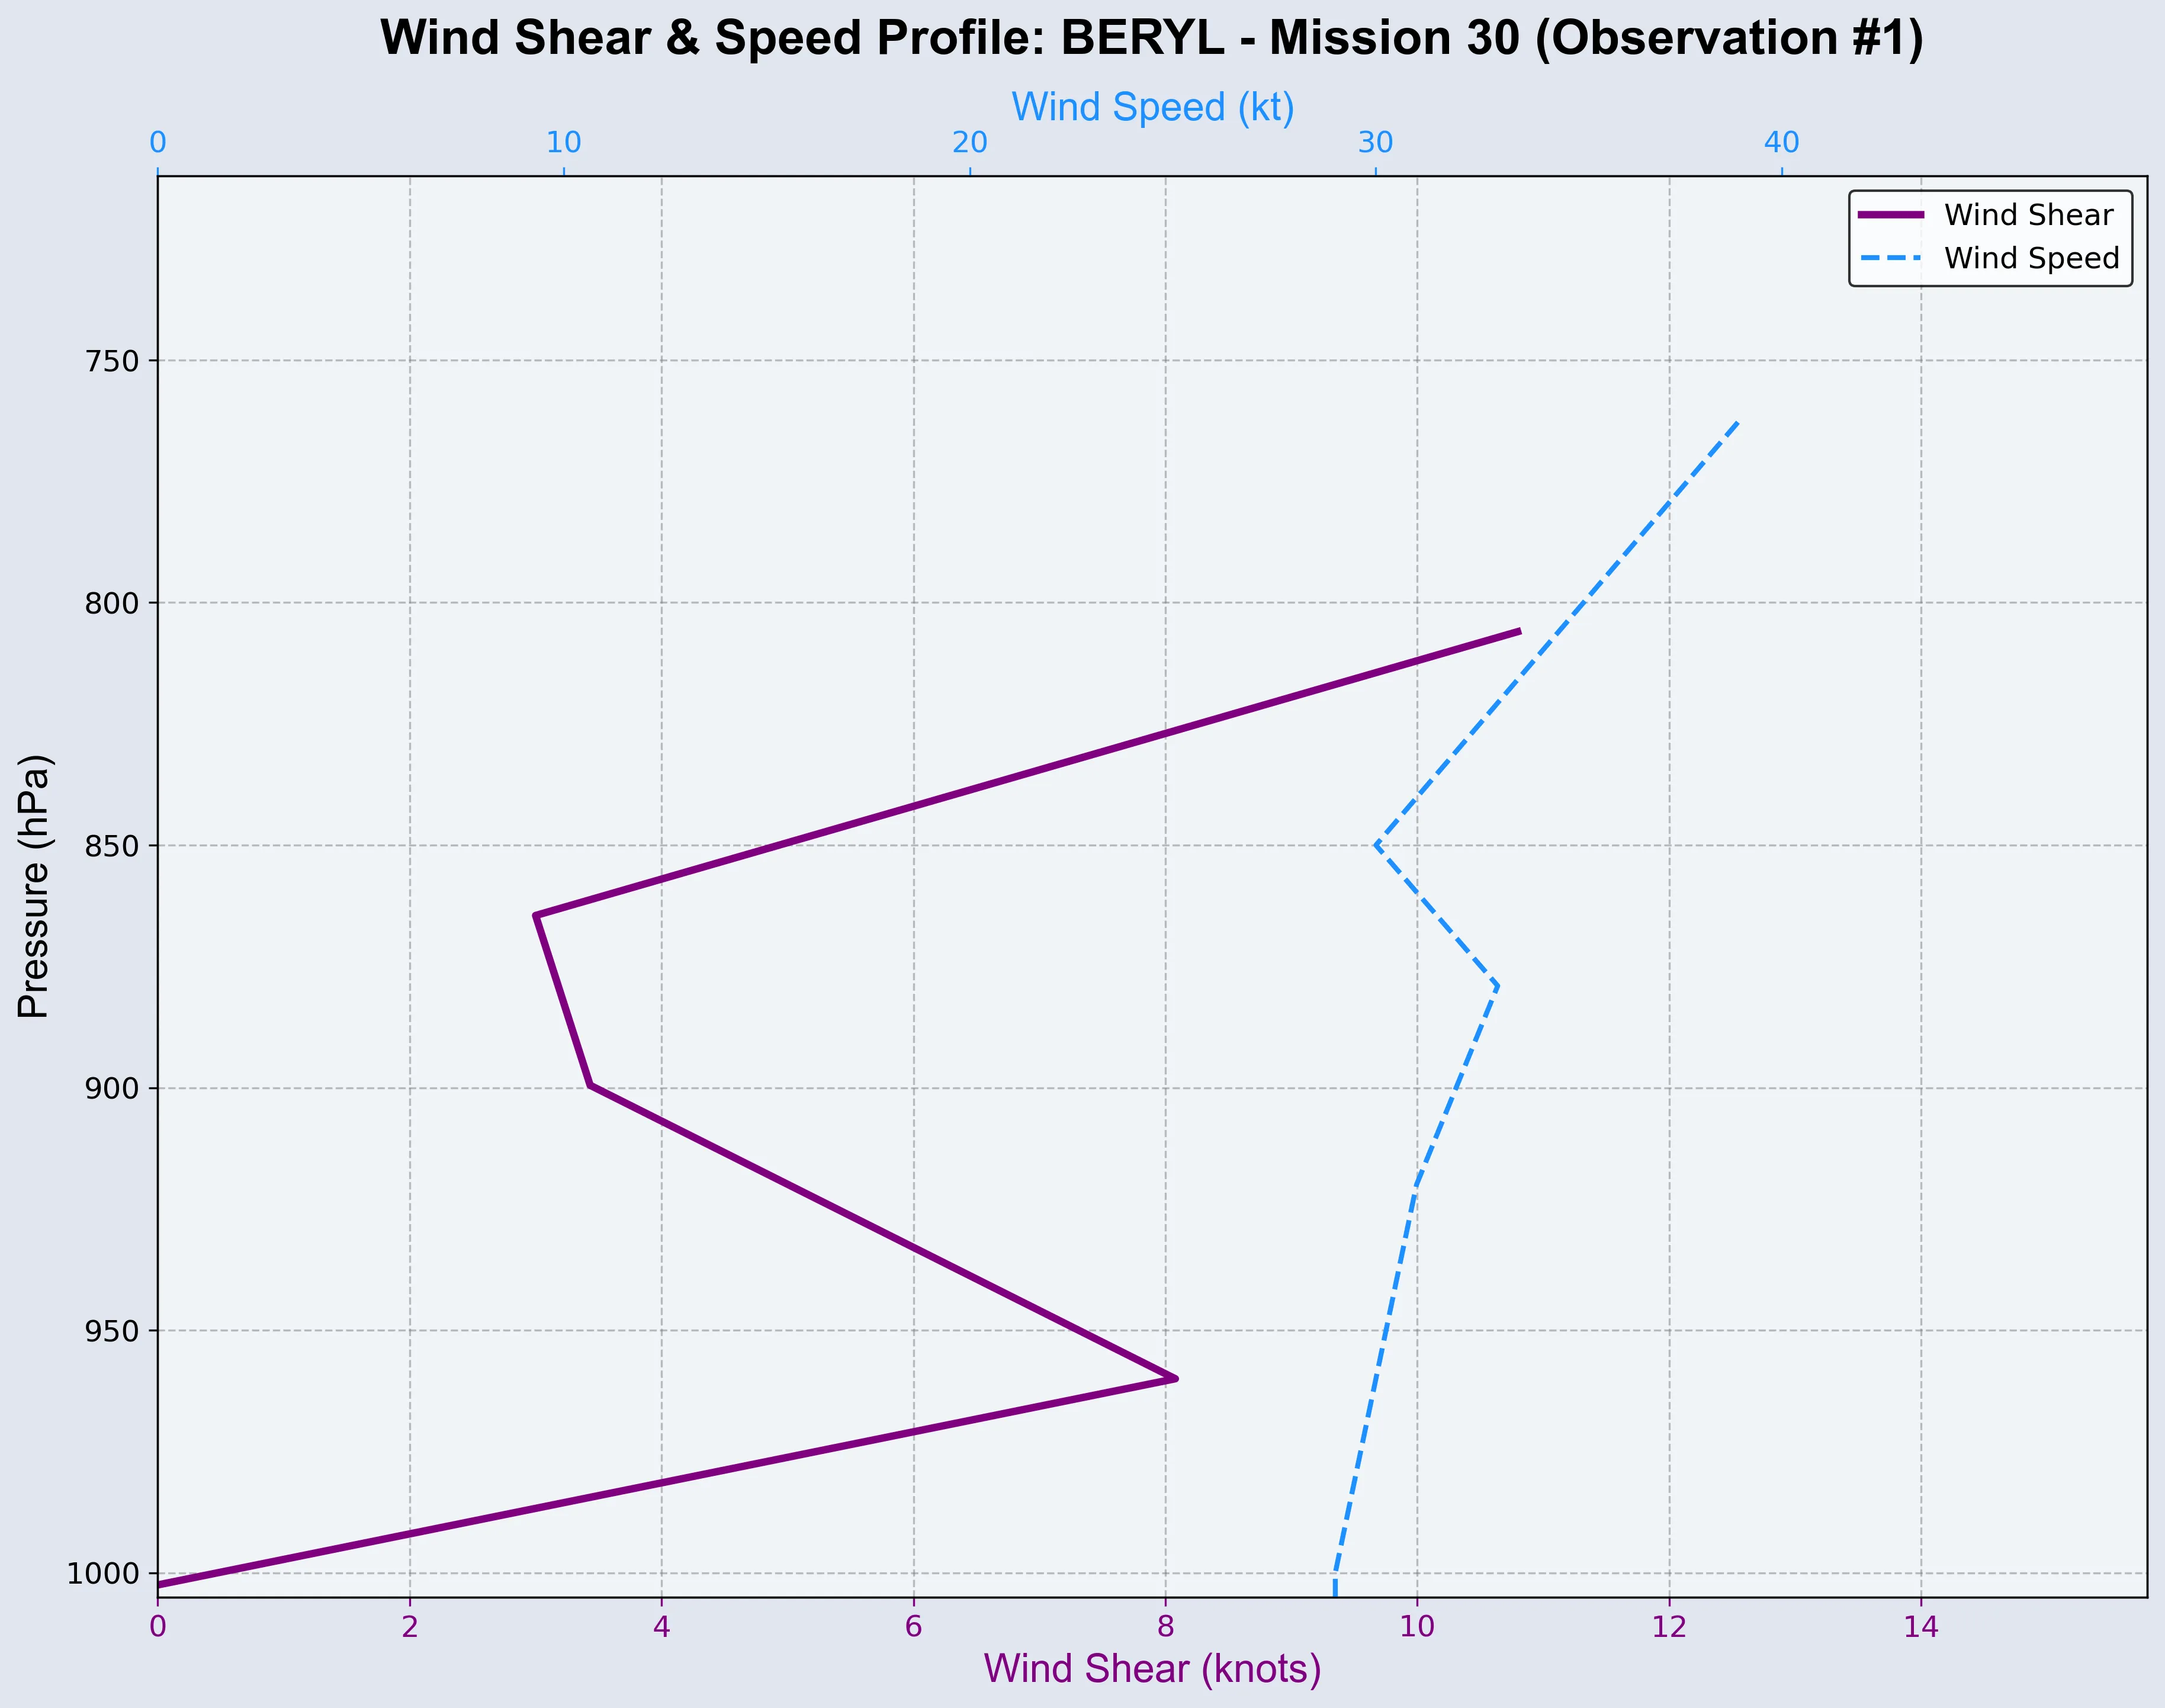 Wind Shear & Speed Profile: BERYL - Mission 30 (Observation #1)
Wind Speed (kt)
0 10 20 30 40
Wind Shear
Wind Speed
750
800
850
900
950
1000
Pressure (hPa)
0 2 4 6 8 10 12 14
Wind Shear (knots)